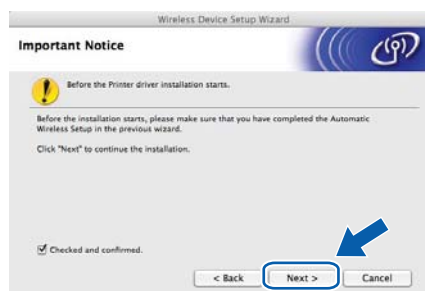 Wireless Device Setup Wizard
Important Notice
Before the Printer driver installation starts.
Before the installation starts, please make sure that you have completed the Automatic
Wireless Setup in the previous wizard.
Click "Next" to continue the installation.
Checked and confirmed.
< Back Next > Cancel